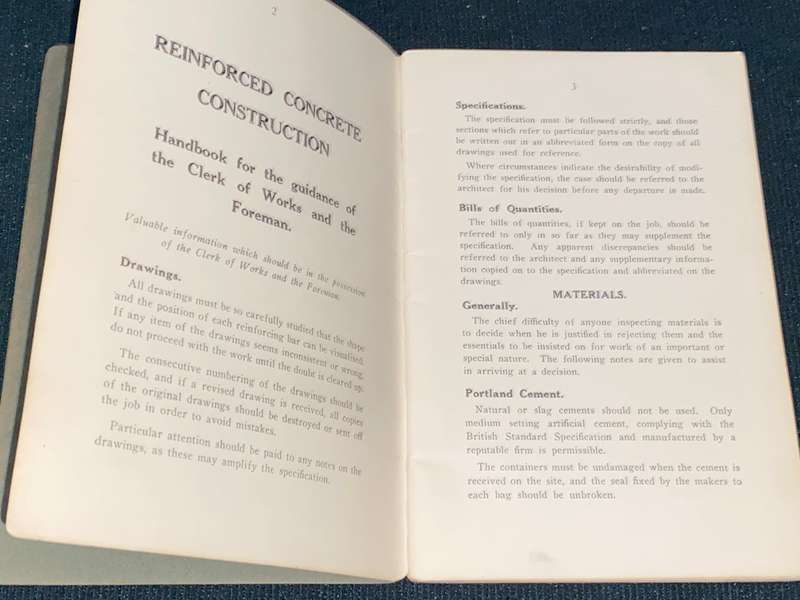 2
REINFORCED CONCRETE
CONSTRUCTION
Handbook for the guidance of
the Clerk of Works and the
Foreman.
Valuable information which should be in the possession
of the Clerk of Works and the Foreman.
Drawings.
All drawings must be so carefully studied that the shape
and the position of each reinforcing bar can be visualised.
If any item of the drawings seems inconsistent or wrong,
do not proceed with the work until the doubt is cleared up.
The consecutive numbering of the drawings should be
checked, and if a revised drawing is received, all copies
of the original drawings should be destroyed or sent off
the job in order to avoid mistakes.
Particular attention should be paid to any notes on the
drawings, as these may amplify the specification.
3
Specifications.
The specification must be followed strictly, and those
sections which refer to particular parts of the work should
be written out in an abbreviated form on the copy of all
drawings used for reference.
Where circumstances indicate the desirability of modi-
fying the specification, the case should be referred to the
architect for his decision before any departure is made.
Bills of Quantities.
The bills of quantities, if kept on the job, should be
referred to only in so far as they may supplement the
specification. Any apparent discrepancies should be
referred to the architect and any supplementary informa-
tion copied on to the specification and abbreviated on the
drawings.
MATERIALS.
Generally.
The chief difficulty of anyone inspecting materials is
to decide when he is justified in rejecting them and the
essentials to be insisted on for work of an important or
special nature. The following notes are given to assist
in arriving at a decision.
Portland Cement.
Natural or slag cements should not be used. Only
medium setting artificial cement, complying with the
British Standard Specification and manufactured by a
reputable firm is permissible.
The containers must be undamaged when the cement is
received on the site, and the seal fixed by the makers to
each bag should be unbroken.